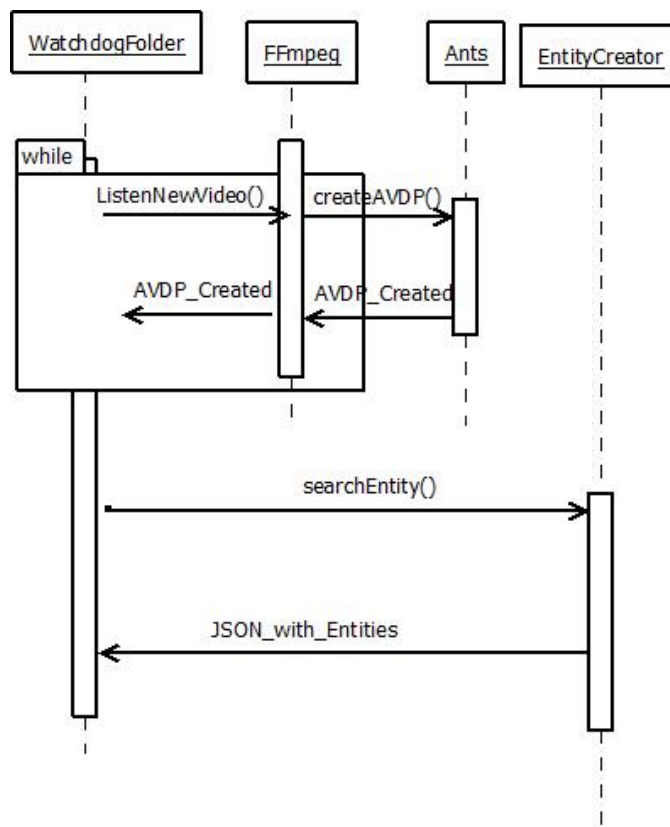 WatchdogFolder
FFmpeg
Ants
EntityCreator
while
ListenNewVideo()
createAVDP()
AVDP_Created
AVDP_Created
searchEntity()
JSON_with_Entities